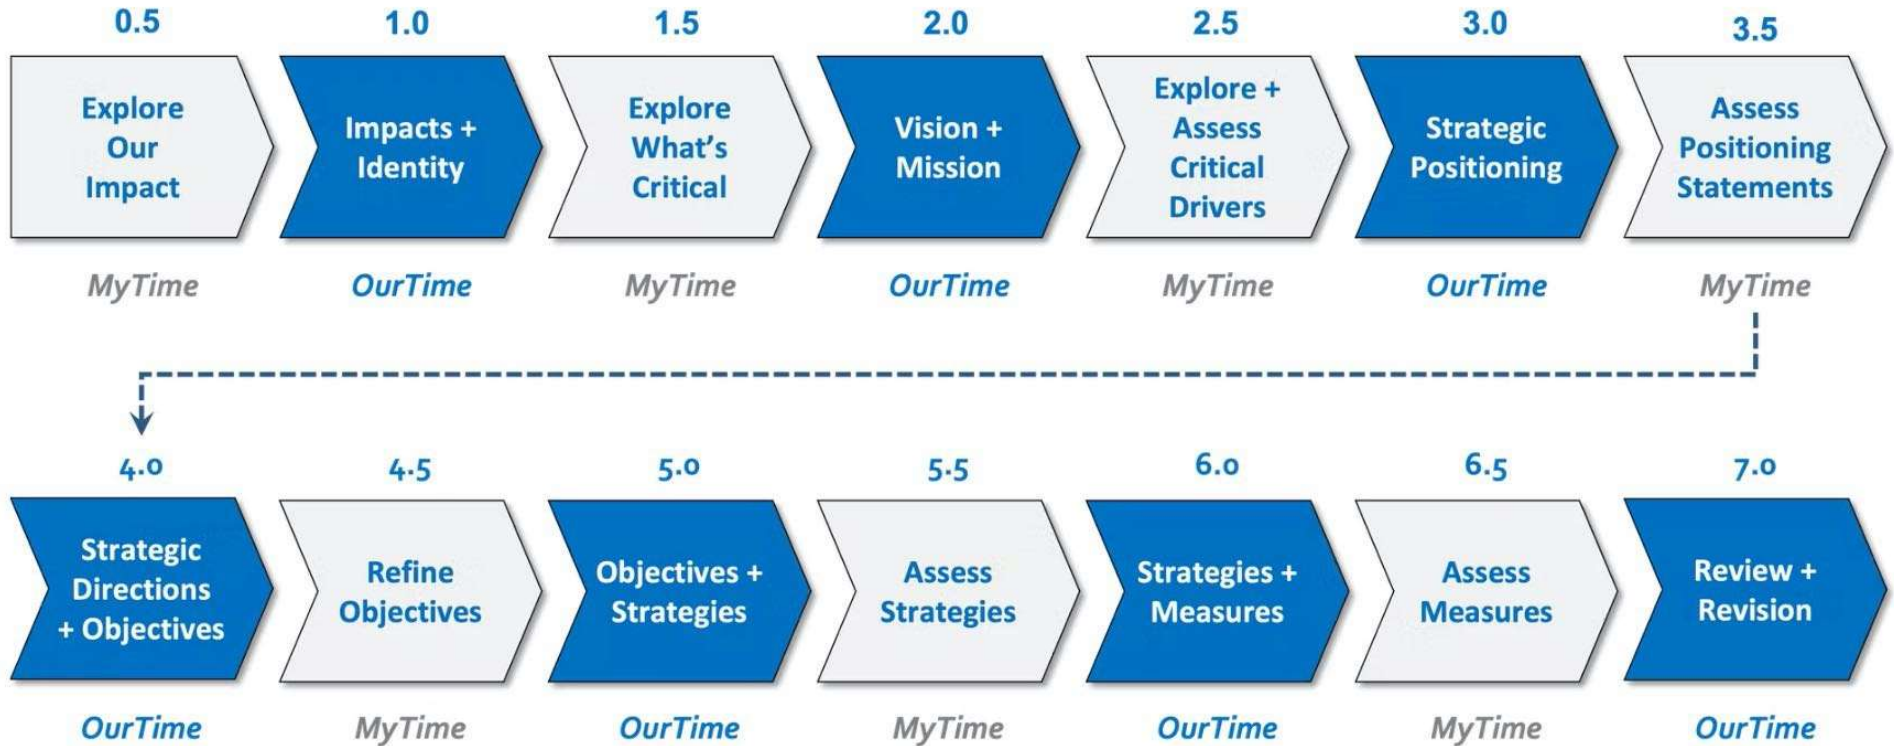 0.5
1.0
1.5
2.0
2.5
3.0
3.5
Explore
Our
Impact
Impacts +
Identity
Explore
What's
Critical
Vision +
Mission
Explore +
Assess
Critical
Drivers
Strategic
Positioning
Assess
Positioning
Statements
MyTime
OurTime
MyTime
OurTime
MyTime
OurTime
MyTime
4.0
4.5
5.0
5.5
6.0
6.5
7.0
Strategic
Directions
+ Objectives
Refine
Objectives
Objectives +
Strategies
Assess
Strategies
Strategies +
Measures
Assess
Measures
Review +
Revision
OurTime
MyTime
OurTime
MyTime
OurTime
MyTime
OurTime